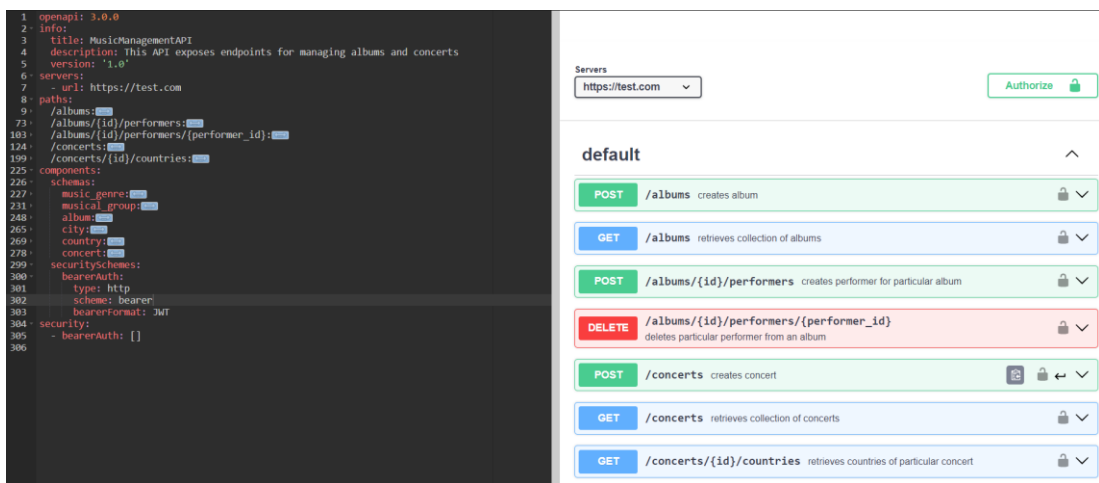 1 openapi: 3.0.0
2 info:
3 title: MusicManagementAPI
4 description: This API exposes endpoints for managing albums and concerts
5 version: '1.0'
6 servers:
7 - url: https://test.com
8 paths:
9 /albums:
73 /albums/{id}/performers:
103 /albums/{id}/performers/{performer_id}:
124 /concerts:
199 /concerts/{id}/countries:
225 components:
226 schemas:
227 music_genre:
231 musical_group:
248 album:
265 city:
269 country:
278 concert:
299 securitySchemes:
300 bearerAuth:
301 type: http
302 scheme: bearer
303 bearerFormat: JWT
304 security:
305 - bearerAuth: []
306
Servers
https://test.com
Authorize
default
POST /albums creates album
GET /albums retrieves collection of albums
POST /albums/{id}/performers creates performer for particular album
DELETE /albums/{id}/performers/{performer_id}
deletes particular performer from an album
POST /concerts creates concert
GET /concerts retrieves collection of concerts
GET /concerts/{id}/countries retrieves countries of particular concert